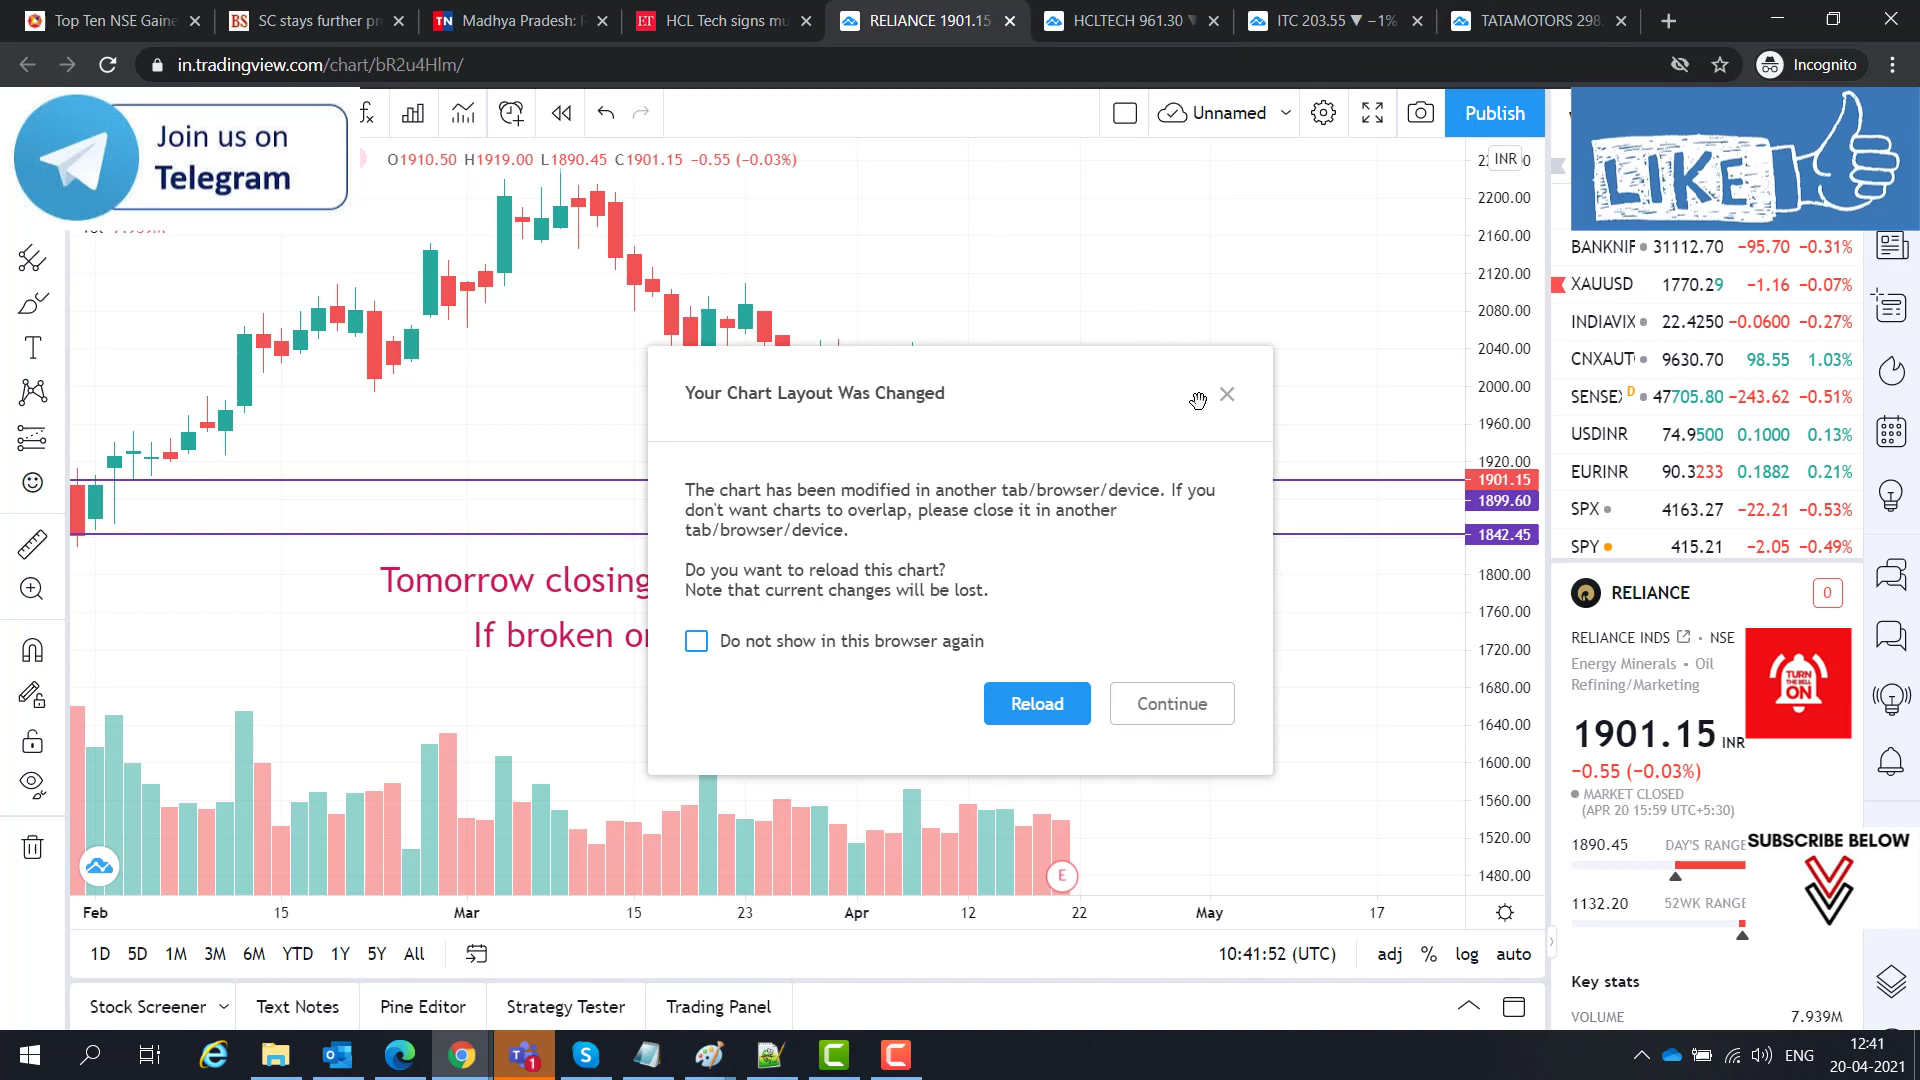 Top Ten NSE Gaine
SC stays further pr
Madhya Pradesh: R
HCL Tech signs mu
RELIANCE 1901.15
HCLTECH 961.30 ▼
ITC 203.55 ▼ −1%
TATAMOTORS 298.
in.tradingview.com/chart/bR2u4Hlm/
Incognito
Join us on
Telegram
Unnamed
Publish
LIKE
O1910.50 H1919.00 L1890.45 C1901.15 −0.55 (−0.03%)
INR
2200.00
2160.00
2120.00
2080.00
2040.00
2000.00
1960.00
1920.00
1901.15
1899.60
1842.45
1800.00
1760.00
1720.00
1680.00
1640.00
1600.00
1560.00
1520.00
1480.00
Tomorrow closing
If broken or
Your Chart Layout Was Changed
The chart has been modified in another tab/browser/device. If you
don't want charts to overlap, please close it in another
tab/browser/device.
Do you want to reload this chart?
Note that current changes will be lost.
Do not show in this browser again
Reload Continue
BANKNIF 31112.70 −95.70 −0.31%
XAUUSD 1770.29 −1.16 −0.07%
INDIAVIX 22.4250 −0.0600 −0.27%
CNXAUT 9630.70 98.55 1.03%
SENSEX D 47705.80 −243.62 −0.51%
USDINR 74.9500 0.1000 0.13%
EURINR 90.3233 0.1882 0.21%
SPX 4163.27 −22.21 −0.53%
SPY 415.21 −2.05 −0.49%
RELIANCE 0
RELIANCE INDS • NSE
Energy Minerals • Oil
Refining/Marketing
TURN
THE BELL
ON
1901.15 INR
−0.55 (−0.03%)
MARKET CLOSED
(APR 20 15:59 UTC+5:30)
1890.45 DAY'S RANGE
SUBSCRIBE BELOW
1132.20 52WK RANGE
Key stats
VOLUME 7.939M
E
Feb 15 Mar 15 23 Apr 12 22 May 17
1D 5D 1M 3M 6M YTD 1Y 5Y All
10:41:52 (UTC) adj % log auto
Stock Screener Text Notes Pine Editor Strategy Tester Trading Panel
ENG
12:41
20-04-2021